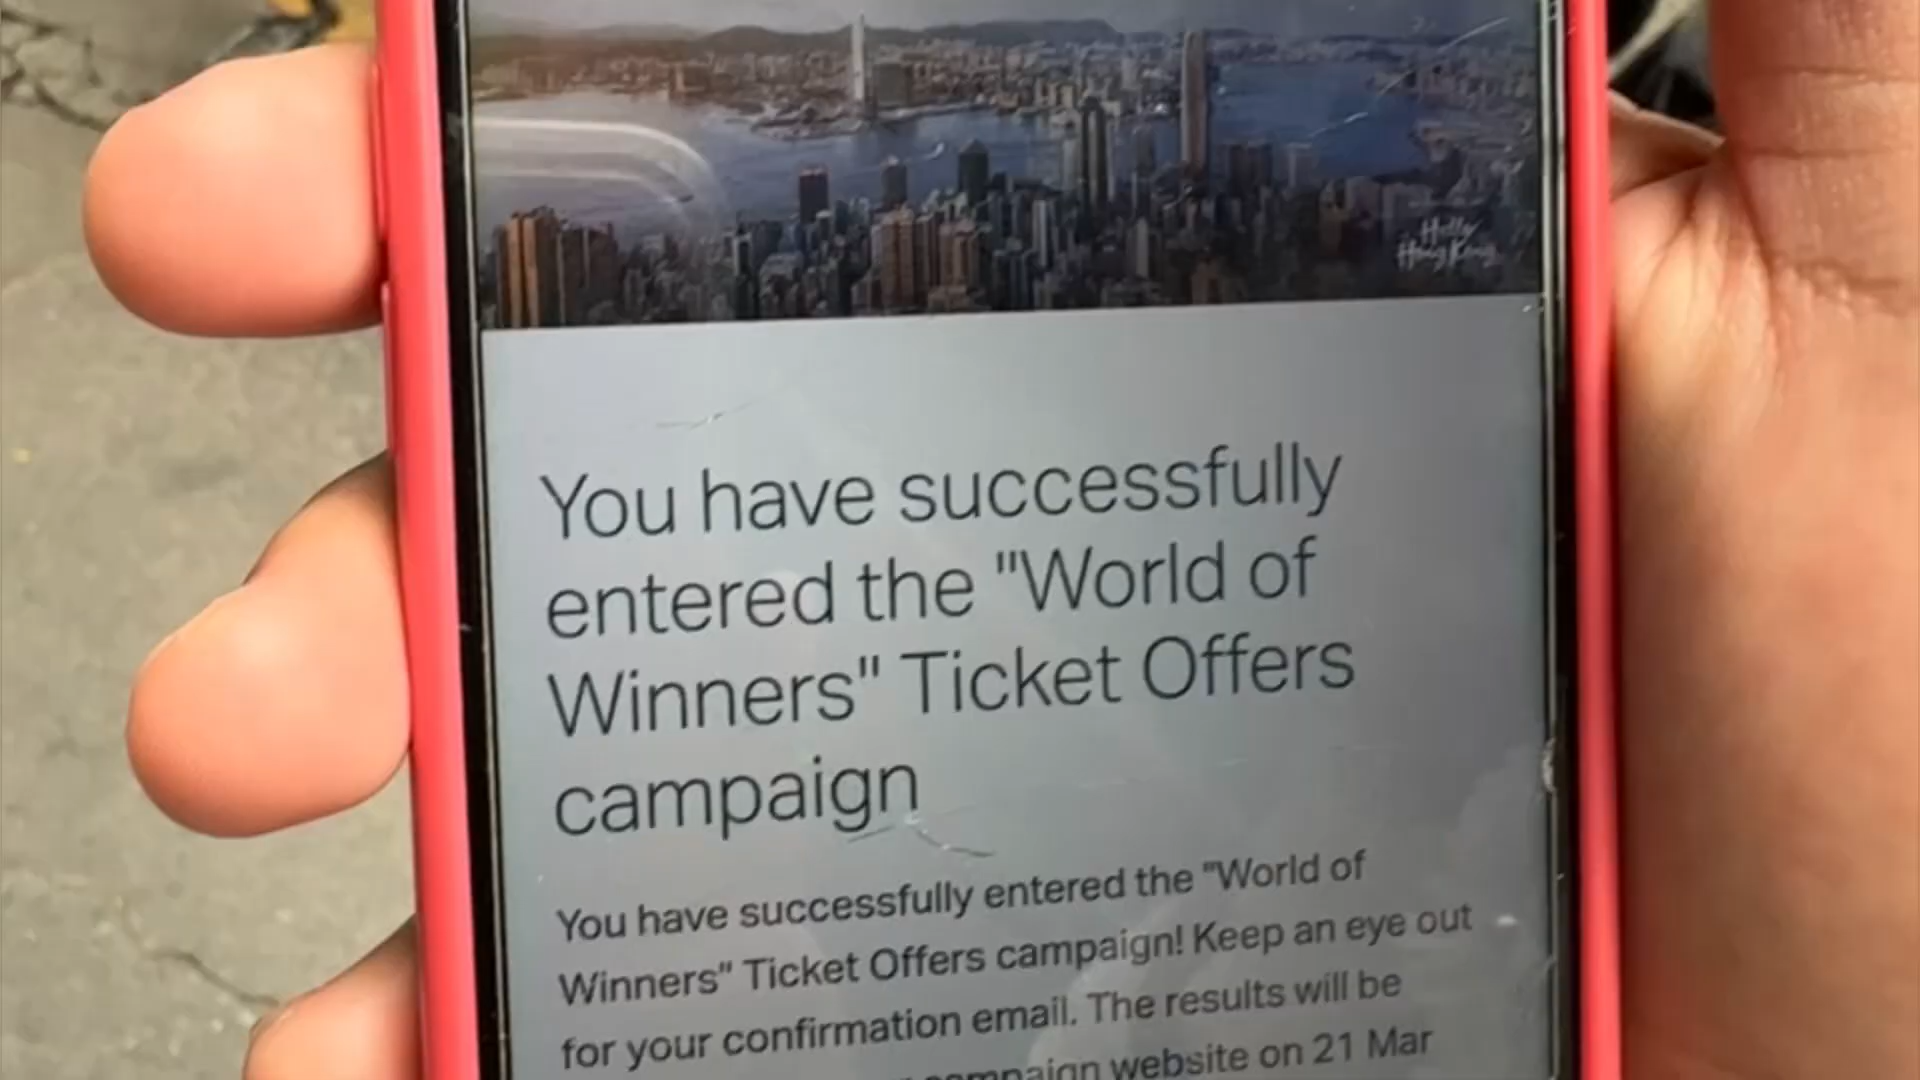 Hello
Hong Kong
You have successfully
entered the "World of
Winners" Ticket Offers
campaign
You have successfully entered the "World of
Winners" Ticket Offers campaign! Keep an eye out
for your confirmation email. The results will be
campaign website on 21 Mar